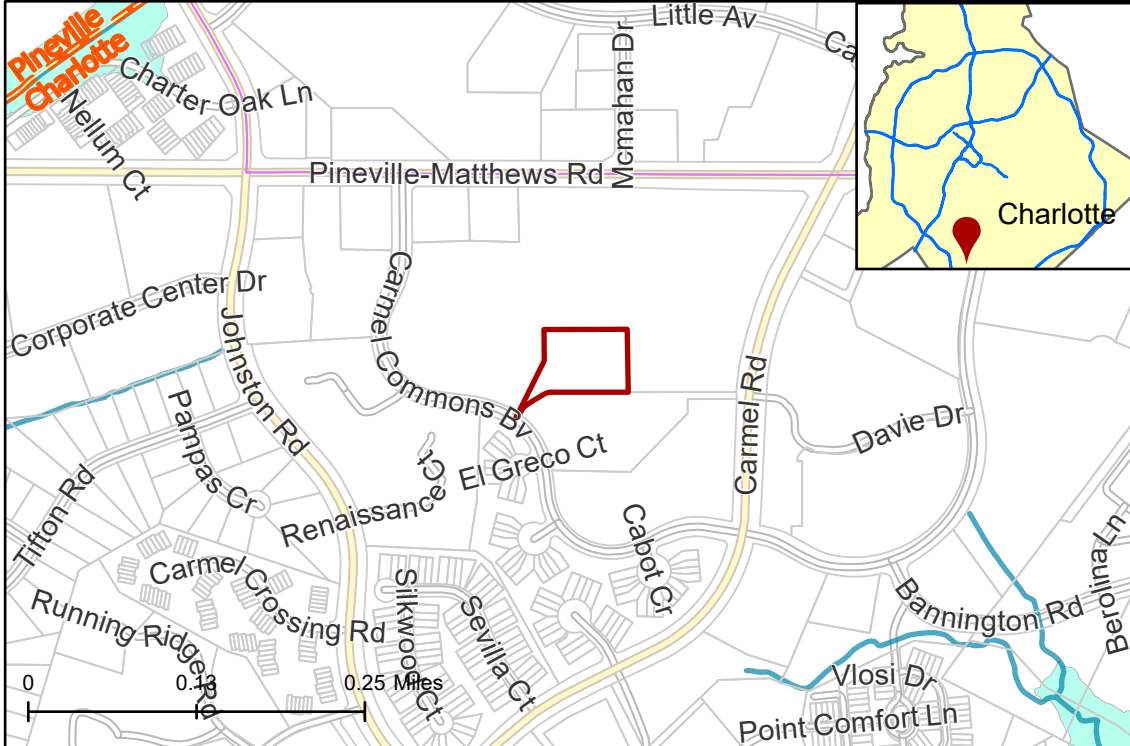 Little Av
Ca
Mcmahan Dr
Pineville
Charlotte
Charter Oak Ln
Nellum Ct
Pineville-Matthews Rd
Charlotte
Carmel Commons Bv
Corporate Center Dr
Johnston Rd
Carmel Rd
Davie Dr
Pampas Cr
El Greco Ct
Renaissance Ct
Tifton Rd
Cabot Cr
Carmel Crossing Rd
Silkwood Ct
Sevilla Ct
Running Ridge Rd
Bannington Rd
Berolina Ln
Vlosi Dr
Point Comfort Ln
0 0.13 0.25 Miles